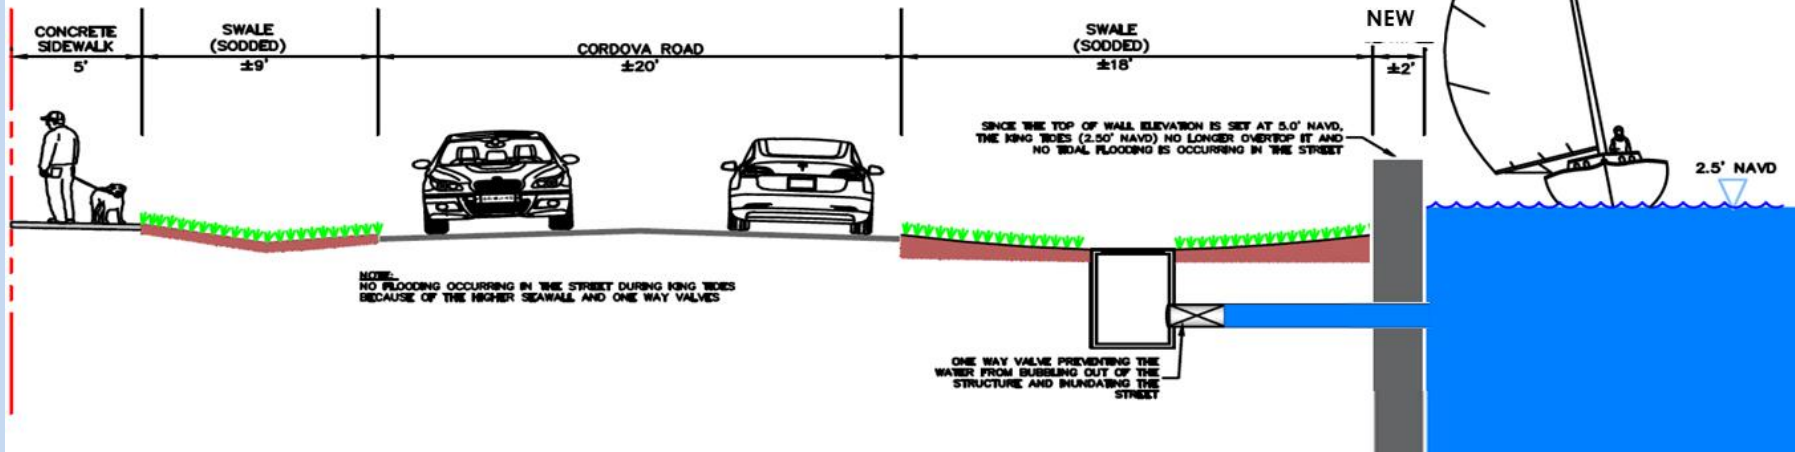 CONCRETE
SIDEWALK
5'
SWALE
(SODDED)
±9'
CORDOVA ROAD
±20'
SWALE
(SODDED)
±18'
NEW
±2'
SINCE THE TOP OF WALL ELEVATION IS SET AT 5.0' NAVD,
THE KING TIDES (2.50' NAVD) NO LONGER OVERTOP IT AND
NO TIDAL FLOODING IS OCCURRING IN THE STREET
2.5' NAVD
NOTE:
NO FLOODING OCCURRING IN THE STREET DURING KING TIDES
BECAUSE OF THE HIGHER SEAWALL AND ONE WAY VALVES
ONE WAY VALVE PREVENTING THE
WATER FROM BUBBLING OUT OF THE
STRUCTURE AND INUNDATING THE
STREET